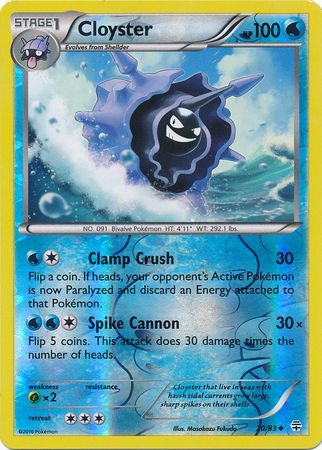 STAGE1
Cloyster
HP100
Evolves from Shellder
NO. 091 Bivalve Pokémon HT: 4'11" WT: 292.1 lbs.
Clamp Crush 30
Flip a coin. If heads, your opponent's Active Pokémon
is now Paralyzed and discard an Energy attached to
that Pokémon.
Spike Cannon 30×
Flip 5 coins. This attack does 30 damage times the
number of heads.
weakness resistance
×2
retreat
Cloyster that live in seas with
harsh tidal currents grow large,
sharp spikes on their shells.
Illus. Masakazu Fukuda
©2016 Pokémon
20/83